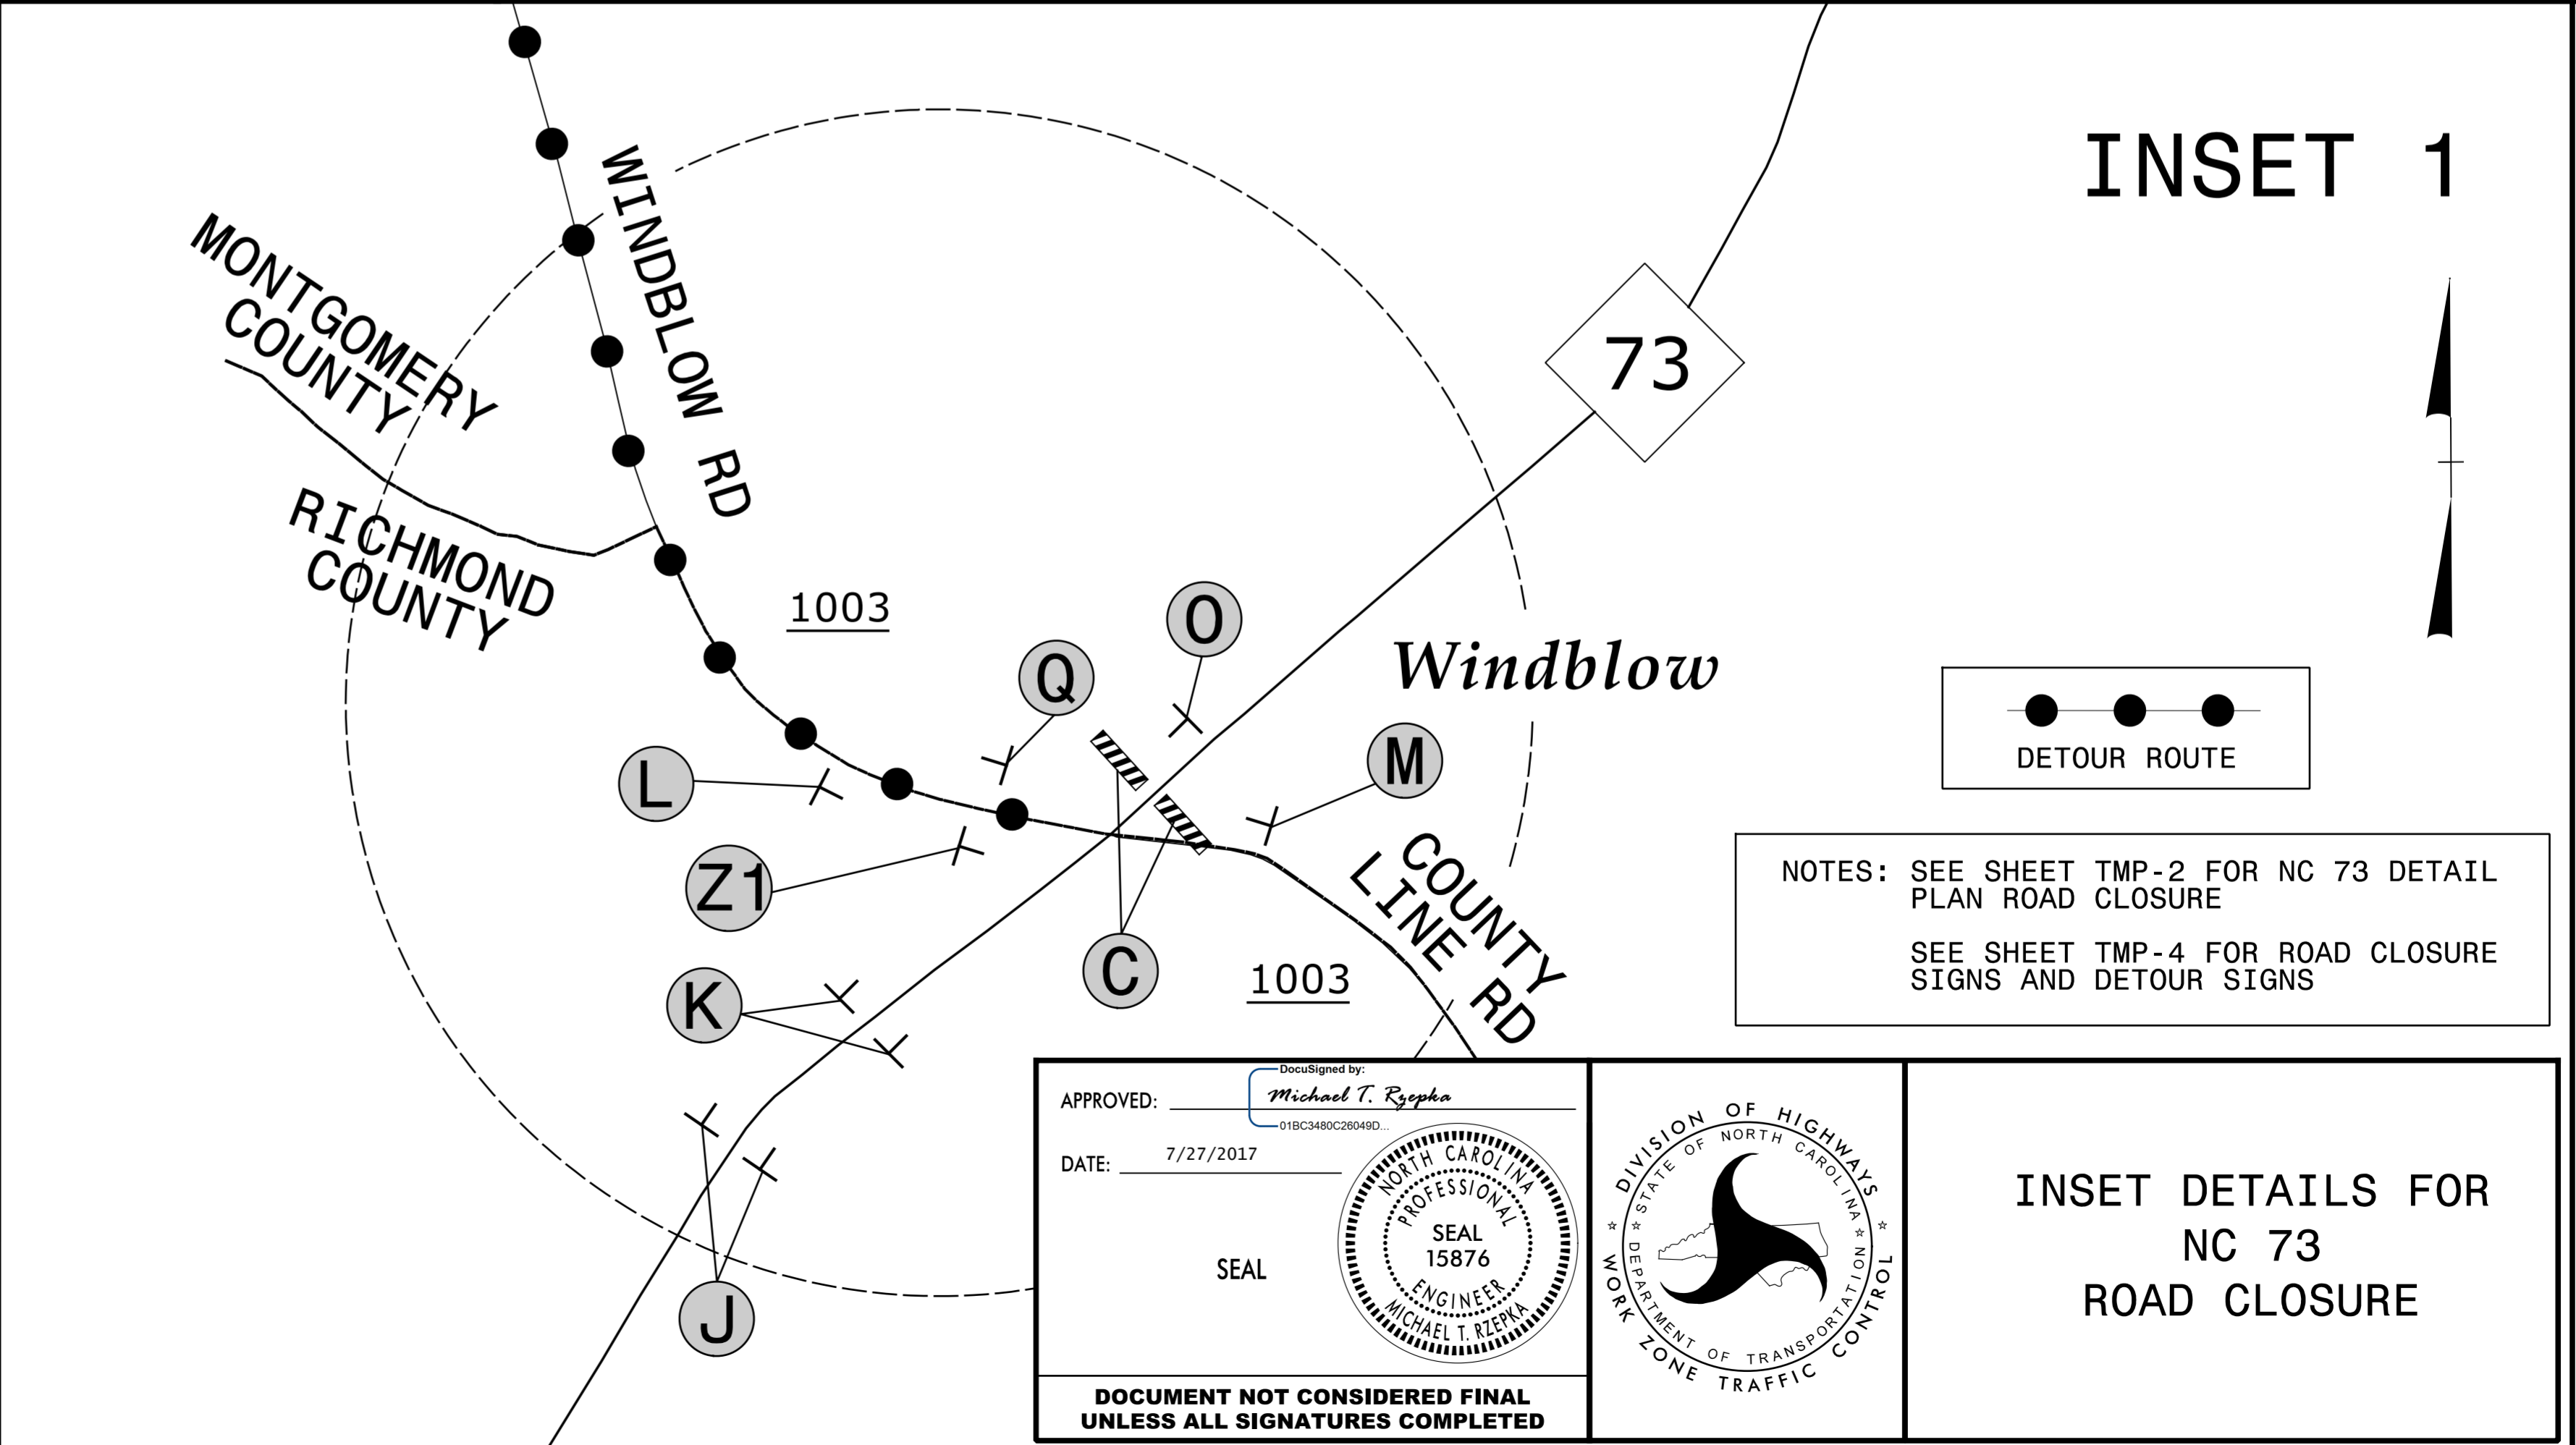 INSET 1
WINDBLOW RD
MONTGOMERY
COUNTY
RICHMOND
COUNTY
73
1003
O
Q
Windblow
M
L
Z1
K
C
J
COUNTY
LINE RD
1003
DETOUR ROUTE
NOTES: SEE SHEET TMP-2 FOR NC 73 DETAIL
PLAN ROAD CLOSURE
SEE SHEET TMP-4 FOR ROAD CLOSURE
SIGNS AND DETOUR SIGNS
DocuSigned by:
APPROVED: Michael T. Rzepka
01BC3480C26049D...
DATE: 7/27/2017
SEAL
NORTH CAROLINA
PROFESSIONAL
SEAL
15876
ENGINEER
MICHAEL T. RZEPKA
DOCUMENT NOT CONSIDERED FINAL
UNLESS ALL SIGNATURES COMPLETED
DIVISION OF HIGHWAYS
STATE OF NORTH CAROLINA
DEPARTMENT OF TRANSPORTATION
WORK ZONE TRAFFIC CONTROL
INSET DETAILS FOR
NC 73
ROAD CLOSURE